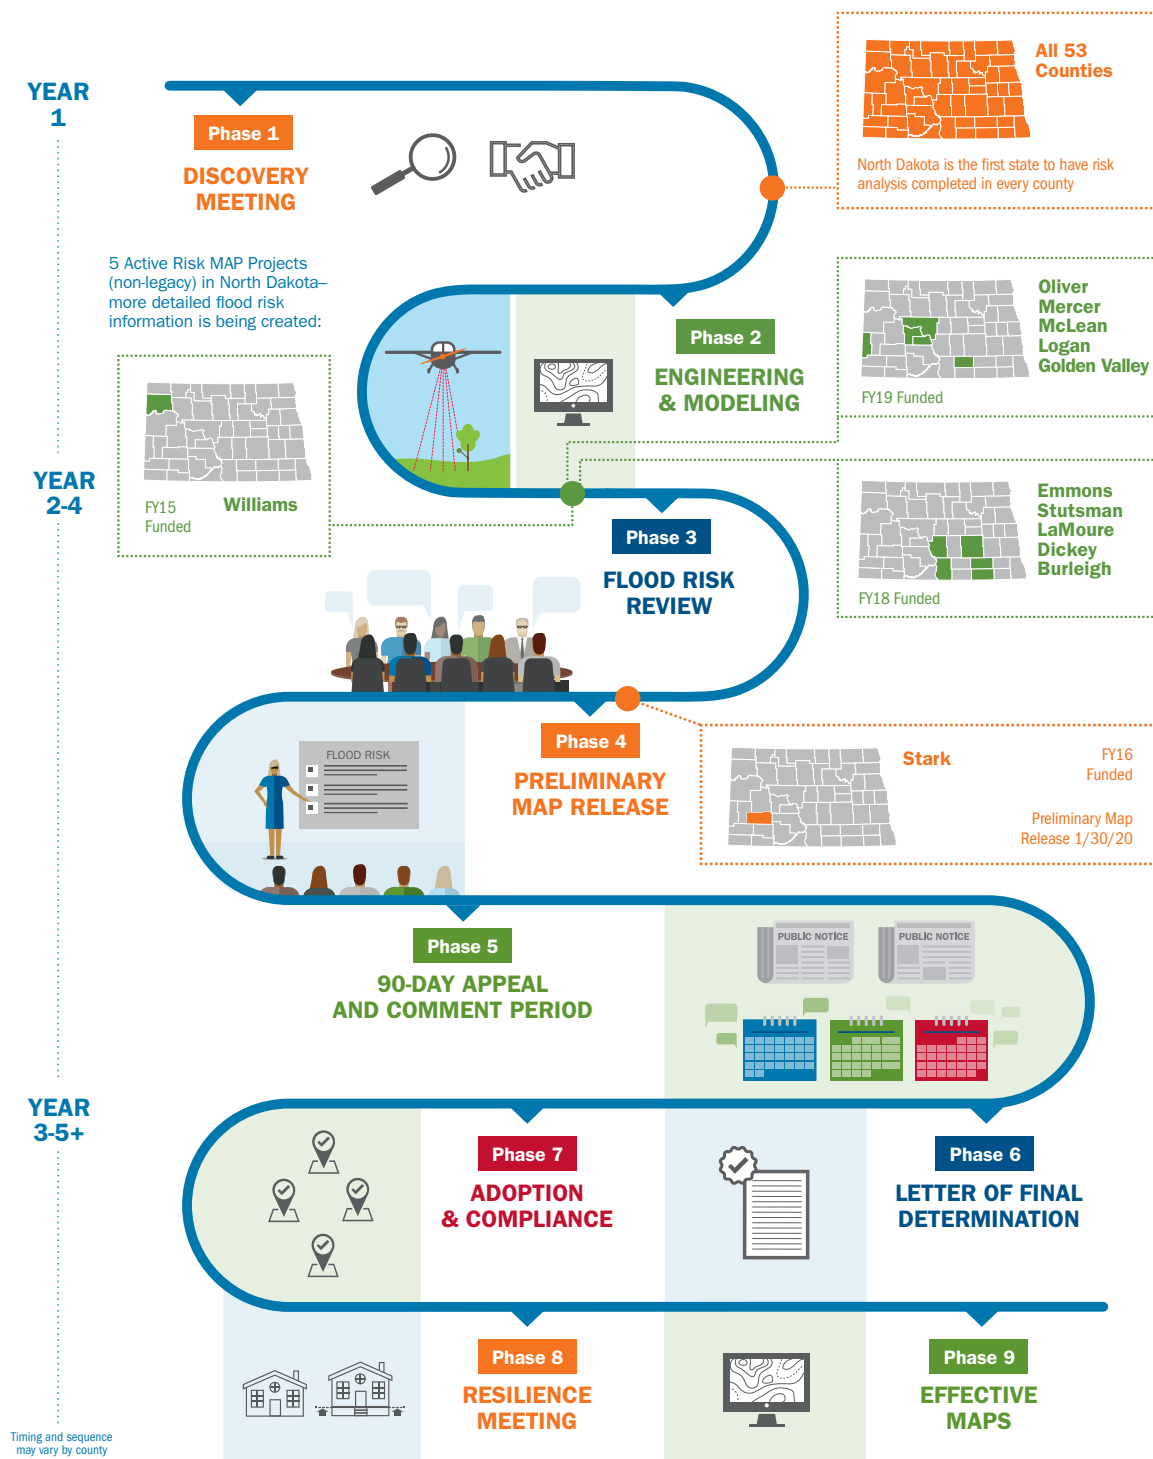 YEAR
1
Phase 1
DISCOVERY
MEETING
All 53
Counties
North Dakota is the first state to have risk
analysis completed in every county
5 Active Risk MAP Projects
(non-legacy) in North Dakota–
more detailed flood risk
information is being created:
Phase 2
ENGINEERING
& MODELING
Oliver
Mercer
McLean
Logan
Golden Valley
FY19 Funded
YEAR
2-4
FY15
Funded
Williams
Phase 3
FLOOD RISK
REVIEW
Emmons
Stutsman
LaMoure
Dickey
Burleigh
FY18 Funded
Phase 4
PRELIMINARY
MAP RELEASE
FLOOD RISK
Stark
FY16
Funded
Preliminary Map
Release 1/30/20
Phase 5
90-DAY APPEAL
AND COMMENT PERIOD
PUBLIC NOTICE
PUBLIC NOTICE
YEAR
3-5+
Phase 7
ADOPTION
& COMPLIANCE
Phase 6
LETTER OF FINAL
DETERMINATION
Phase 8
RESILIENCE
MEETING
Phase 9
EFFECTIVE
MAPS
Timing and sequence
may vary by county